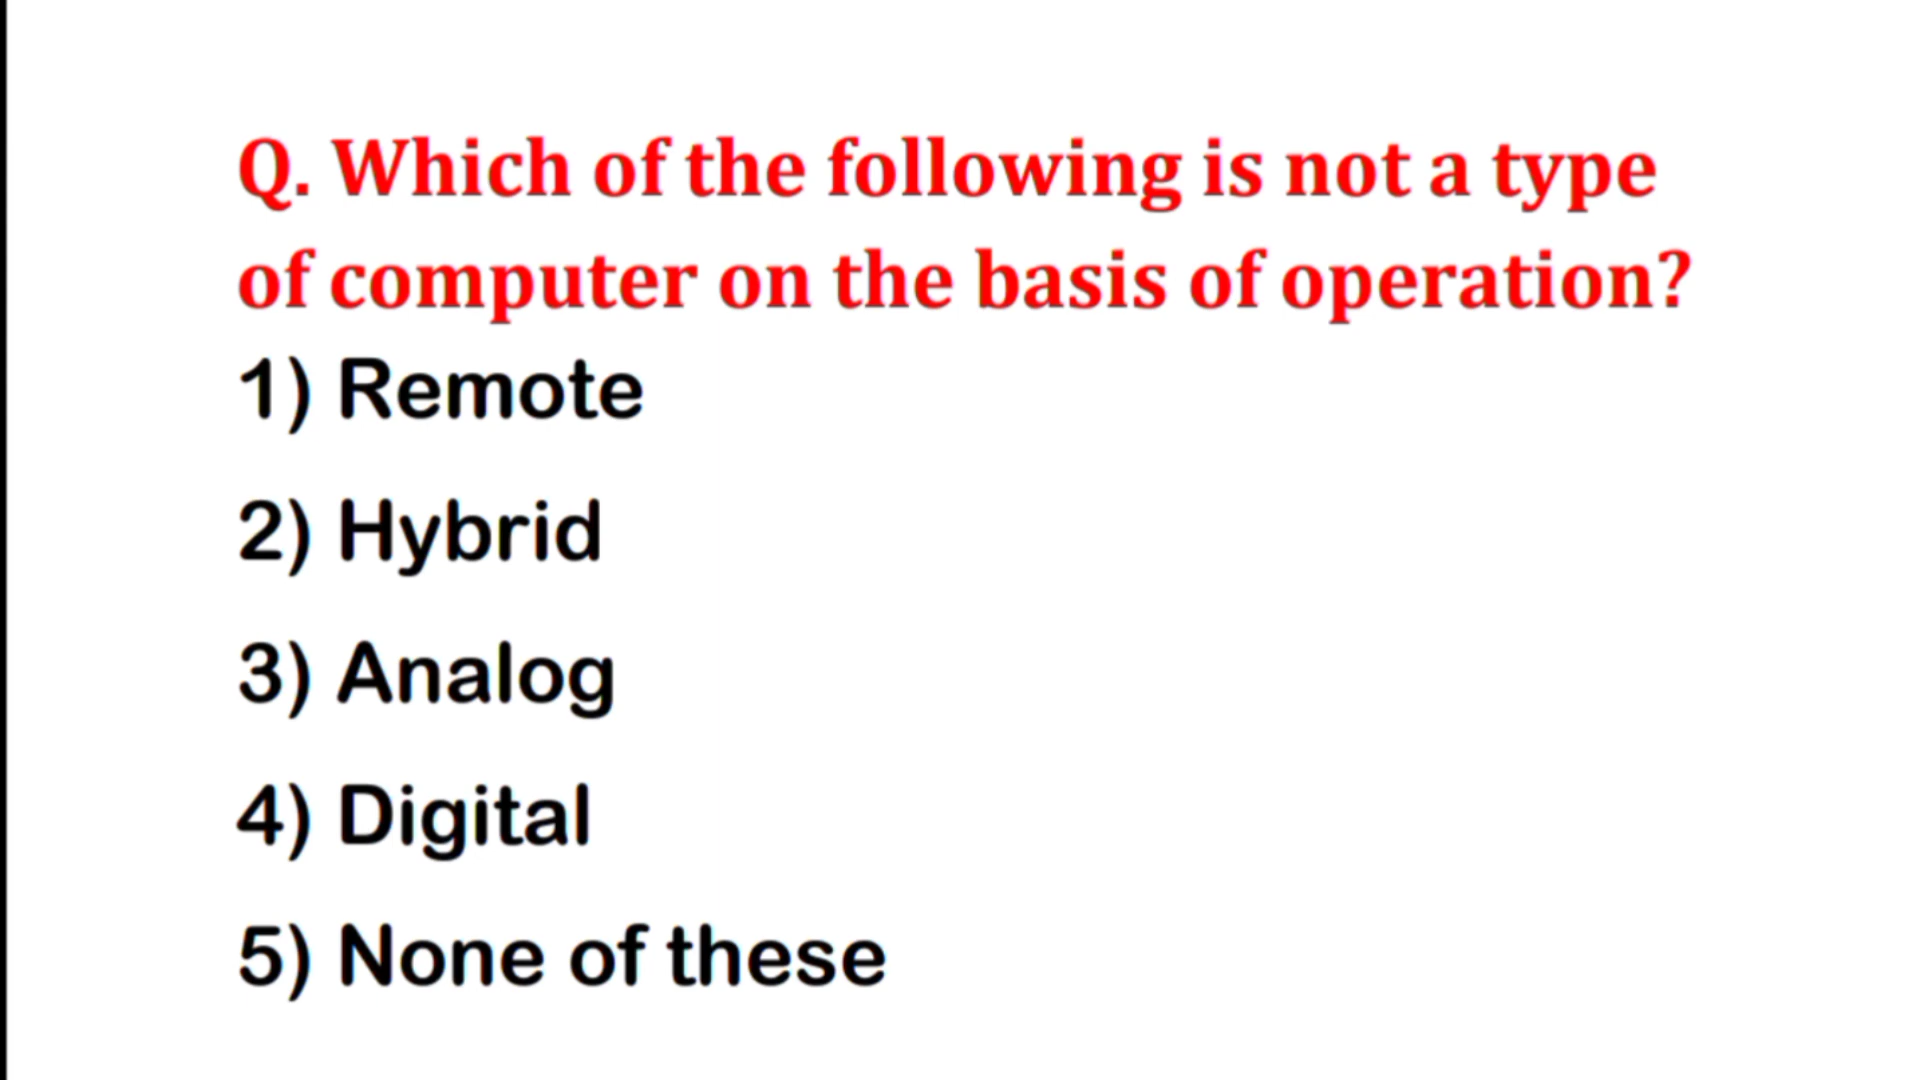 Q. Which of the following is not a type
of computer on the basis of operation?
1) Remote
2) Hybrid
3) Analog
4) Digital
5) None of these